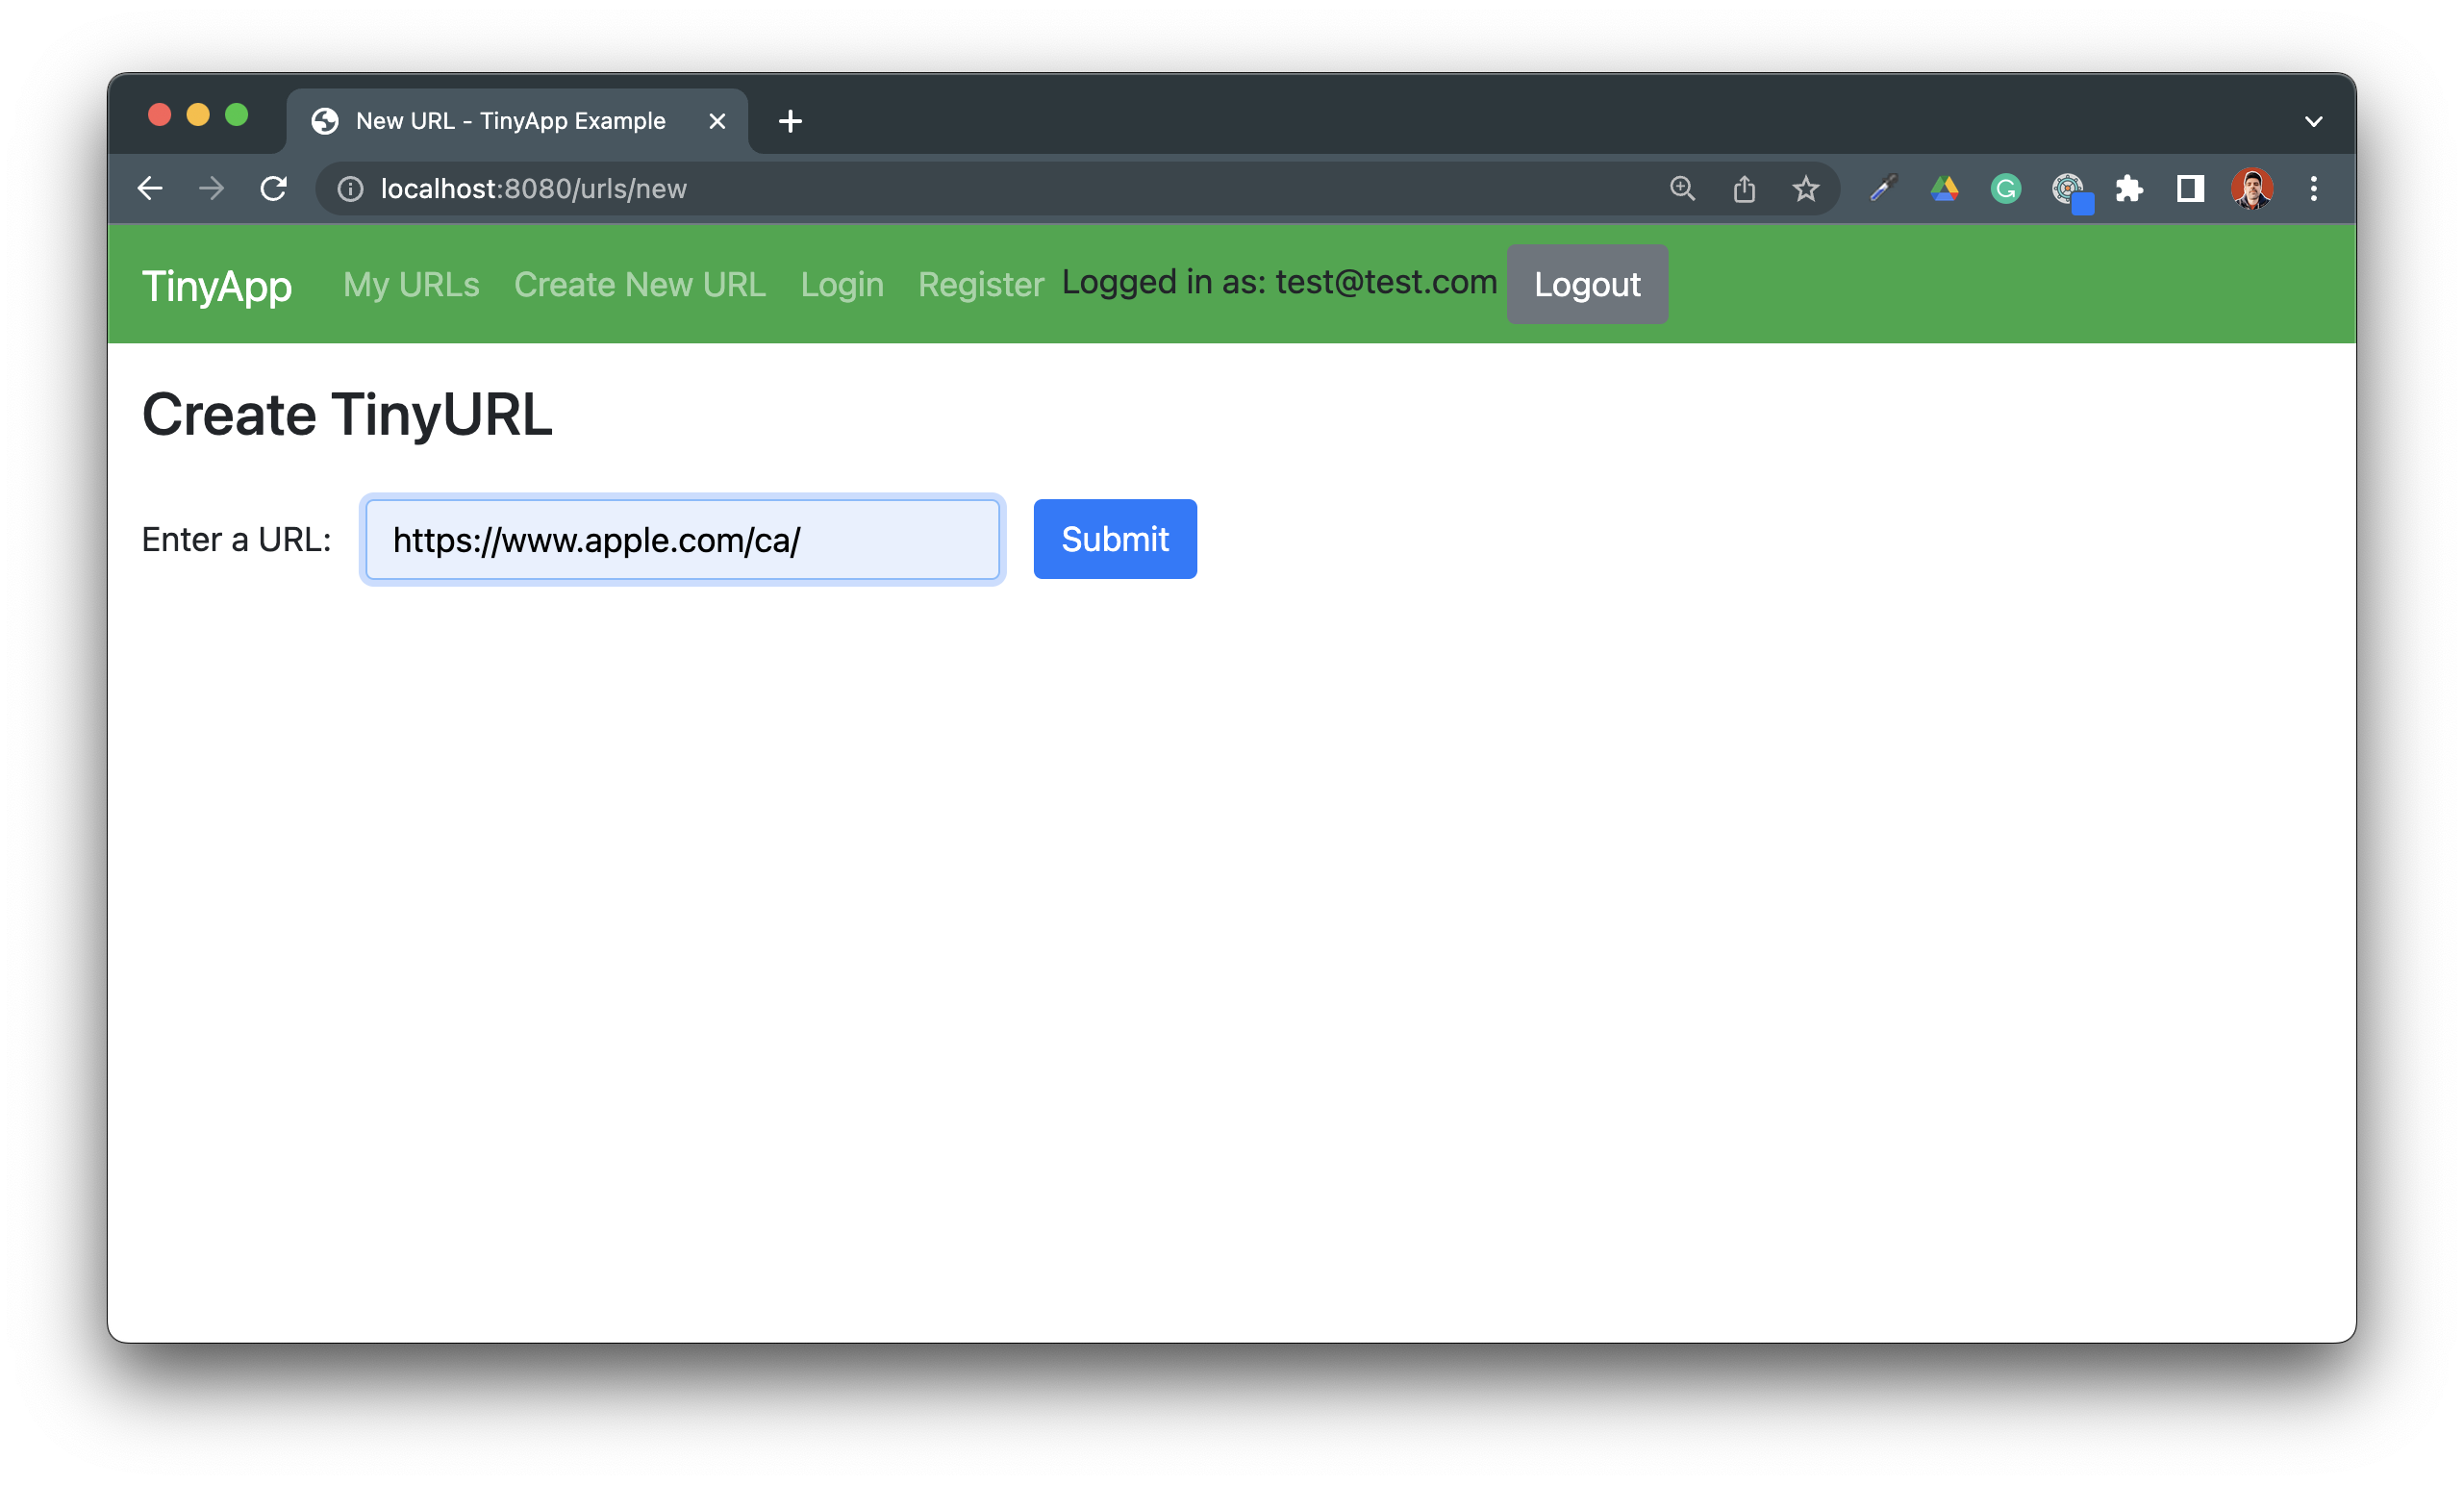 New URL - TinyApp Example
localhost:8080/urls/new
TinyApp My URLs Create New URL Login Register Logged in as: test@test.com Logout
Create TinyURL
Enter a URL: https://www.apple.com/ca/ Submit